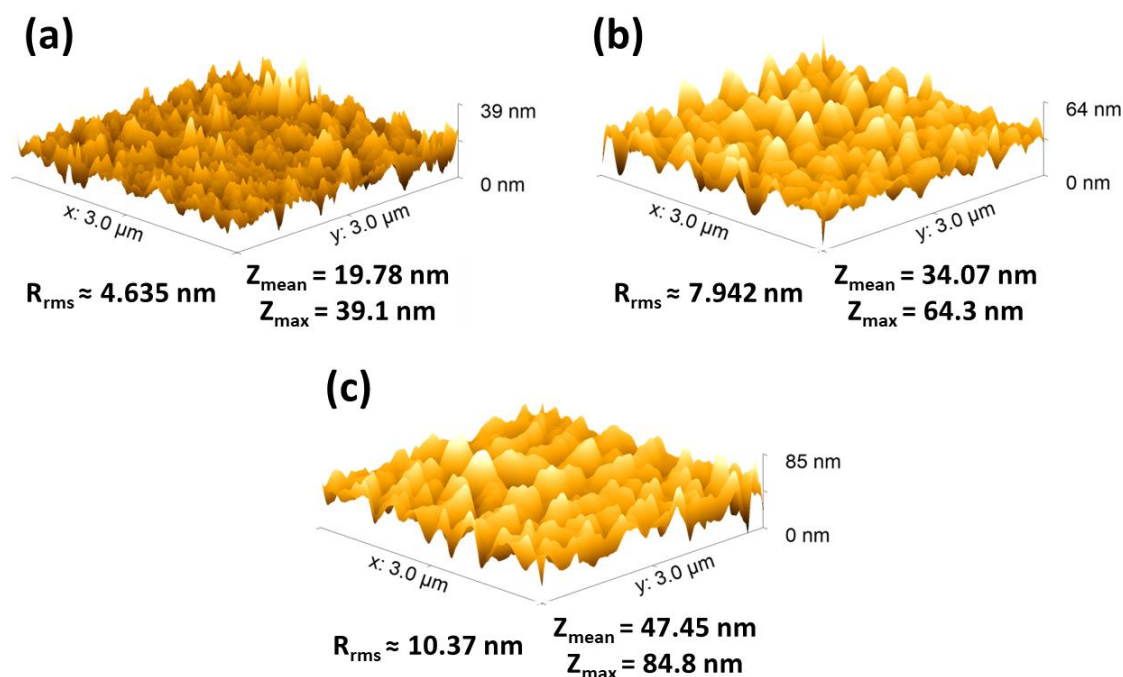 (a)
39 nm
0 nm
x: 3.0 µm
y: 3.0 µm
Rrms ≈ 4.635 nm
Zmean = 19.78 nm
Zmax = 39.1 nm
(b)
64 nm
0 nm
x: 3.0 µm
y: 3.0 µm
Rrms ≈ 7.942 nm
Zmean = 34.07 nm
Zmax = 64.3 nm
(c)
85 nm
0 nm
x: 3.0 µm
y: 3.0 µm
Rrms ≈ 10.37 nm
Zmean = 47.45 nm
Zmax = 84.8 nm